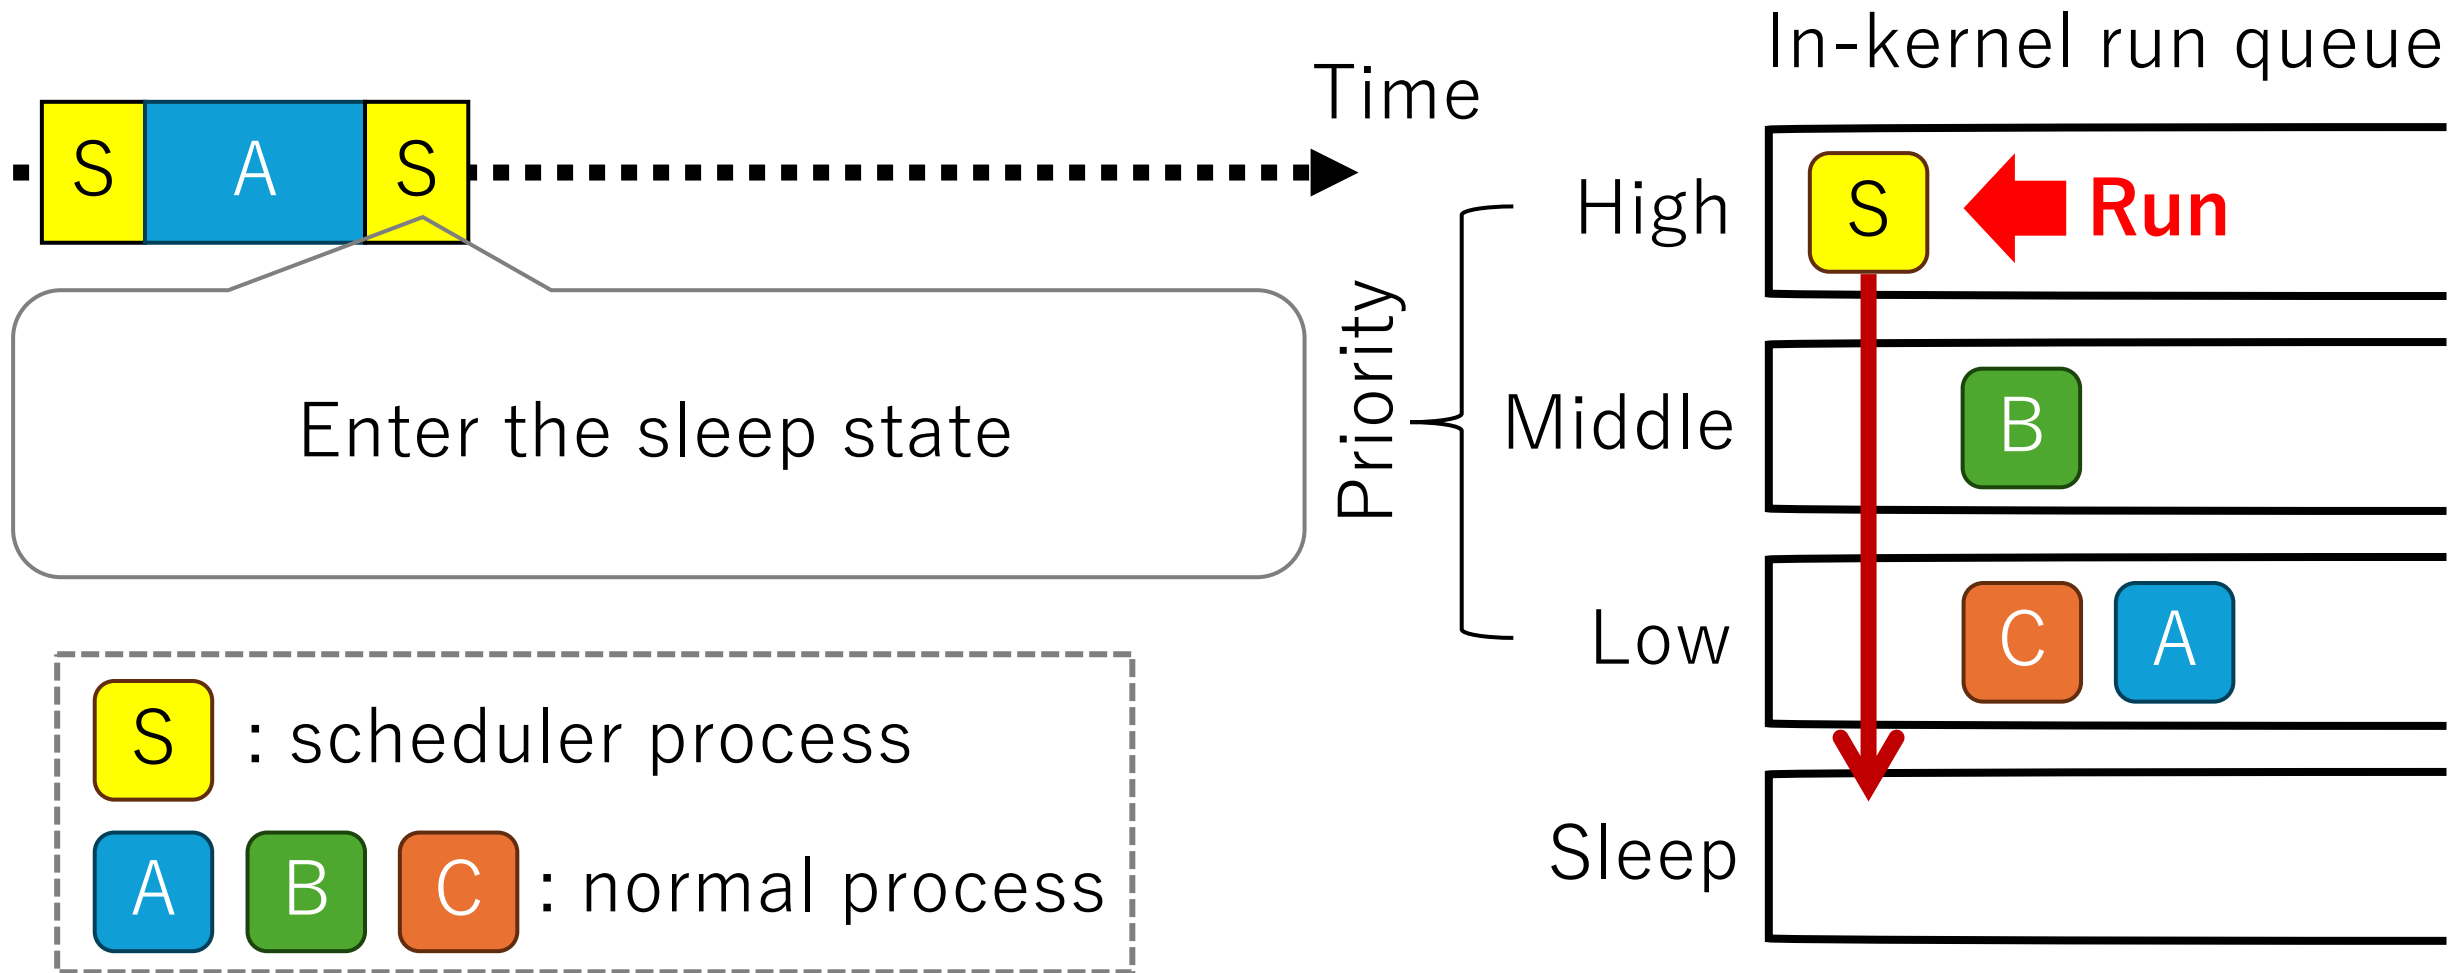 In-kernel run queue
Time
S A S
High S Run
Priority
Middle B
Enter the sleep state
Low C A
S : scheduler process
Sleep
A B C : normal process